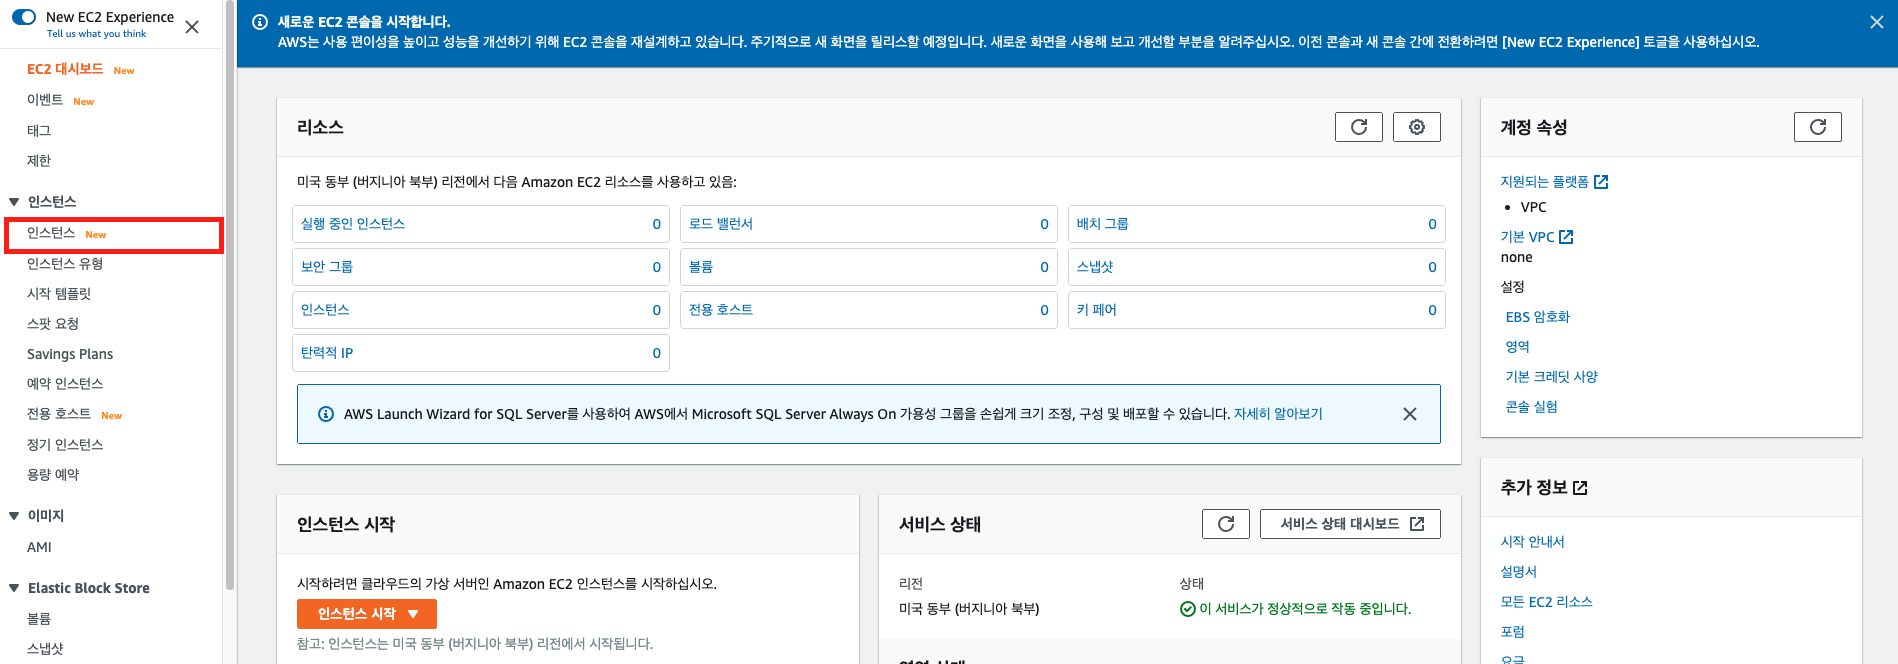 New EC2 Experience
Tell us what you think
EC2 대시보드 New
이벤트 New
태그
제한
인스턴스
인스턴스 New
인스턴스 유형
시작 템플릿
스팟 요청
Savings Plans
예약 인스턴스
전용 호스트 New
정기 인스턴스
용량 예약
이미지
AMI
Elastic Block Store
볼륨
스냅샷
새로운 EC2 콘솔을 시작합니다.
AWS는 사용 편이성을 높이고 성능을 개선하기 위해 EC2 콘솔을 재설계하고 있습니다. 주기적으로 새 화면을 릴리스할 예정입니다. 새로운 화면을 사용해 보고 개선할 부분을 알려주십시오. 이전 콘솔과 새 콘솔 간에 전환하려면 [New EC2 Experience] 토글을 사용하십시오.
리소스
미국 동부 (버지니아 북부) 리전에서 다음 Amazon EC2 리소스를 사용하고 있음:
실행 중인 인스턴스 0
로드 밸런서 0
배치 그룹 0
보안 그룹 0
볼륨 0
스냅샷 0
인스턴스 0
전용 호스트 0
키 페어 0
탄력적 IP 0
AWS Launch Wizard for SQL Server를 사용하여 AWS에서 Microsoft SQL Server Always On 가용성 그룹을 손쉽게 크기 조정, 구성 및 배포할 수 있습니다. 자세히 알아보기
인스턴스 시작
시작하려면 클라우드의 가상 서버인 Amazon EC2 인스턴스를 시작하십시오.
인스턴스 시작
참고: 인스턴스는 미국 동부 (버지니아 북부) 리전에서 시작됩니다.
서비스 상태
서비스 상태 대시보드
리전
상태
미국 동부 (버지니아 북부)
이 서비스가 정상적으로 작동 중입니다.
계정 속성
지원되는 플랫폼
VPC
기본 VPC
none
설정
EBS 암호화
영역
기본 크레딧 사양
콘솔 실험
추가 정보
시작 안내서
설명서
모든 EC2 리소스
포럼
요금